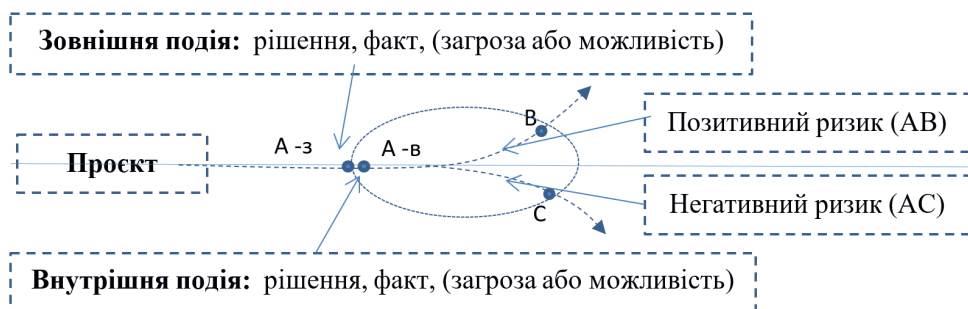 Зовнішня подія: рішення, факт, (загроза або можливість)
Проєкт
А -з
А -в
В
С
Позитивний ризик (АВ)
Негативний ризик (АС)
Внутрішня подія: рішення, факт, (загроза або можливість)